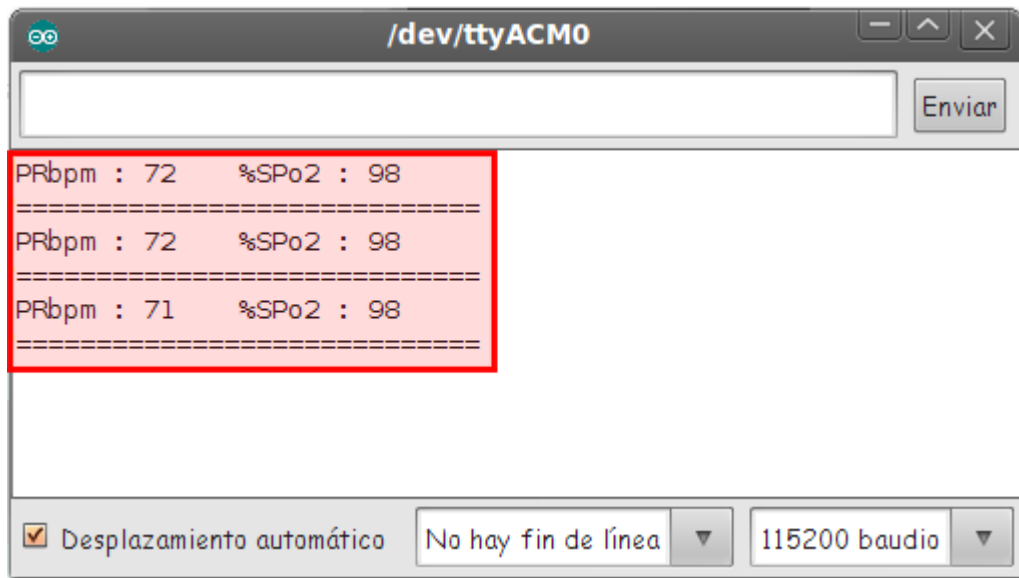 /dev/ttyACM0
Enviar
PRbpm : 72    %SPo2 : 98
=============================
PRbpm : 72    %SPo2 : 98
=============================
PRbpm : 71    %SPo2 : 98
=============================
Desplazamiento automático
No hay fin de línea
115200 baudio